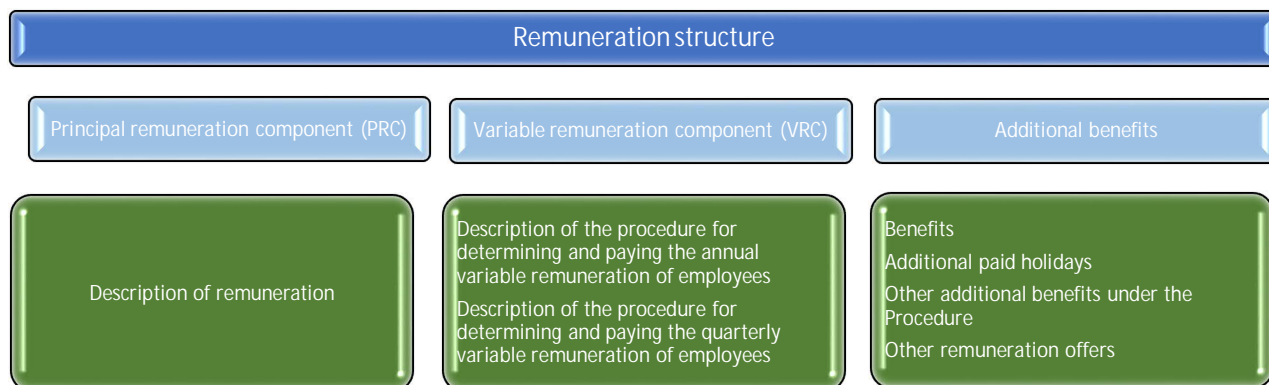 Remuneration structure
Principal remuneration component (PRC)
Variable remuneration component (VRC)
Additional benefits
Description of remuneration
Description of the procedure for
determining and paying the annual
variable remuneration of employees
Description of the procedure for
determining and paying the quarterly
variable remuneration of employees
Benefits
Additional paid holidays
Other additional benefits under the
Procedure
Other remuneration offers